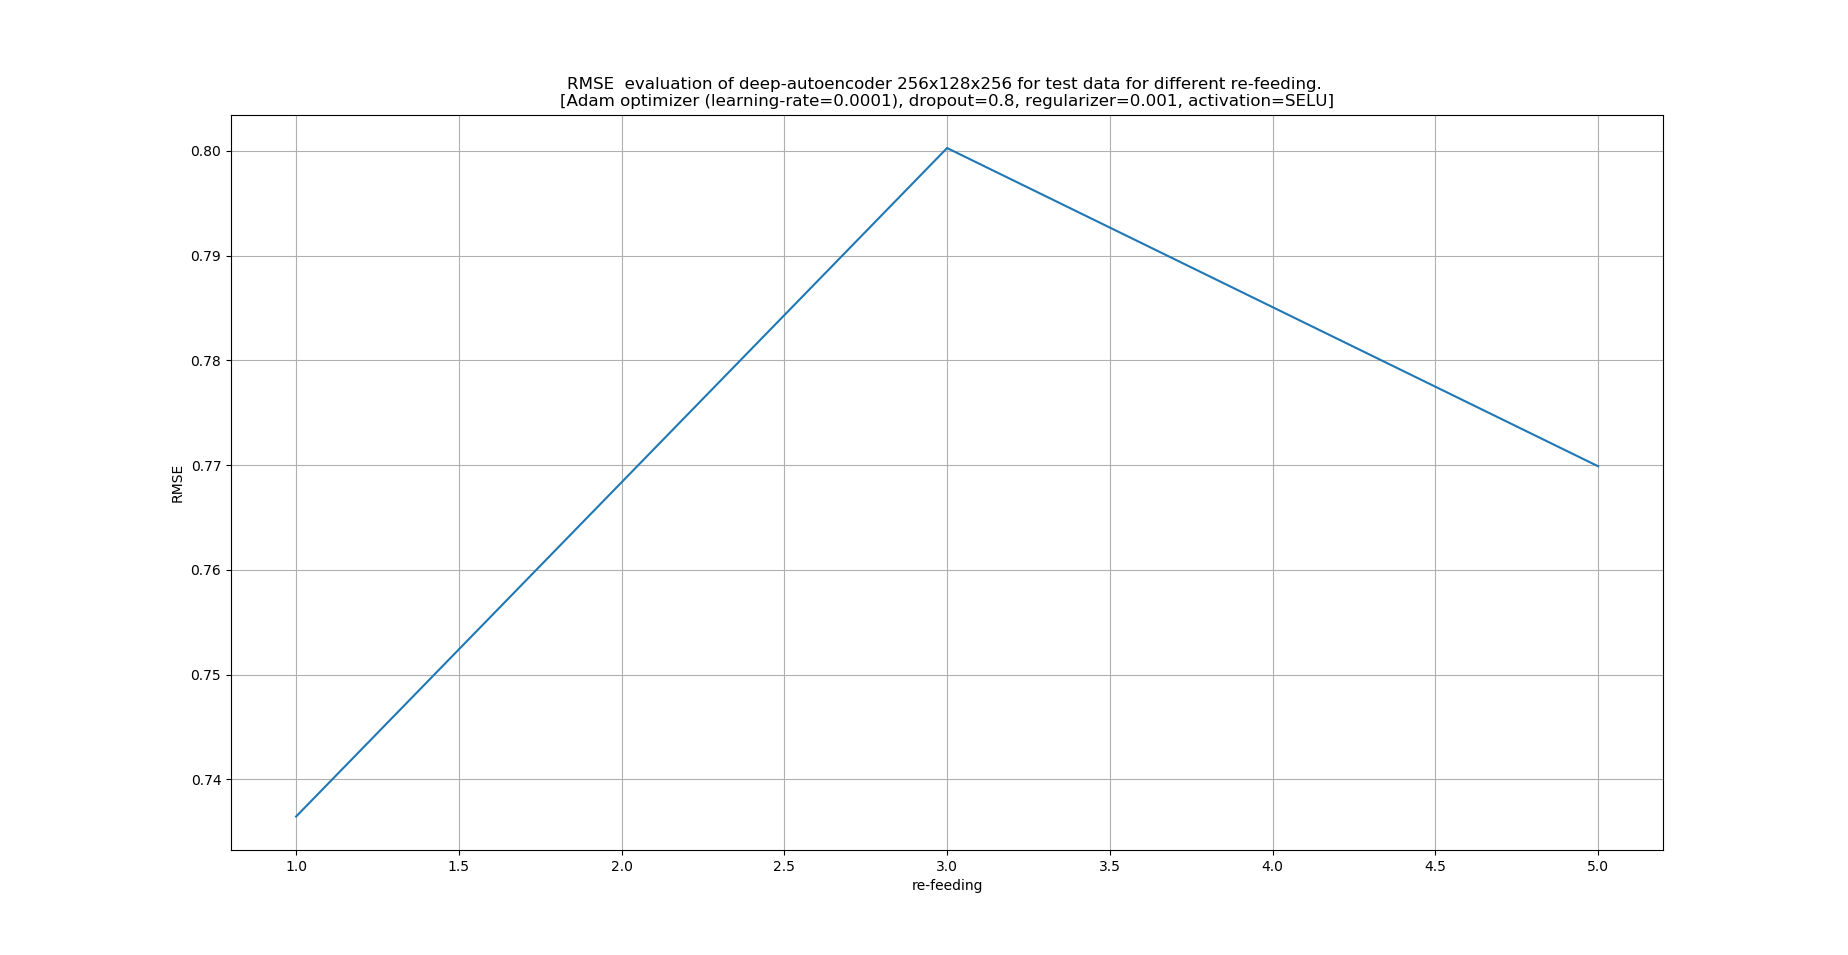 RMSE  evaluation of deep-autoencoder 256x128x256 for test data for different re-feeding.
[Adam optimizer (learning-rate=0.0001), dropout=0.8, regularizer=0.001, activation=SELU]
0.80
0.79
0.78
0.77
0.76
0.75
0.74
RMSE
1.0 1.5 2.0 2.5 3.0 3.5 4.0 4.5 5.0
re-feeding